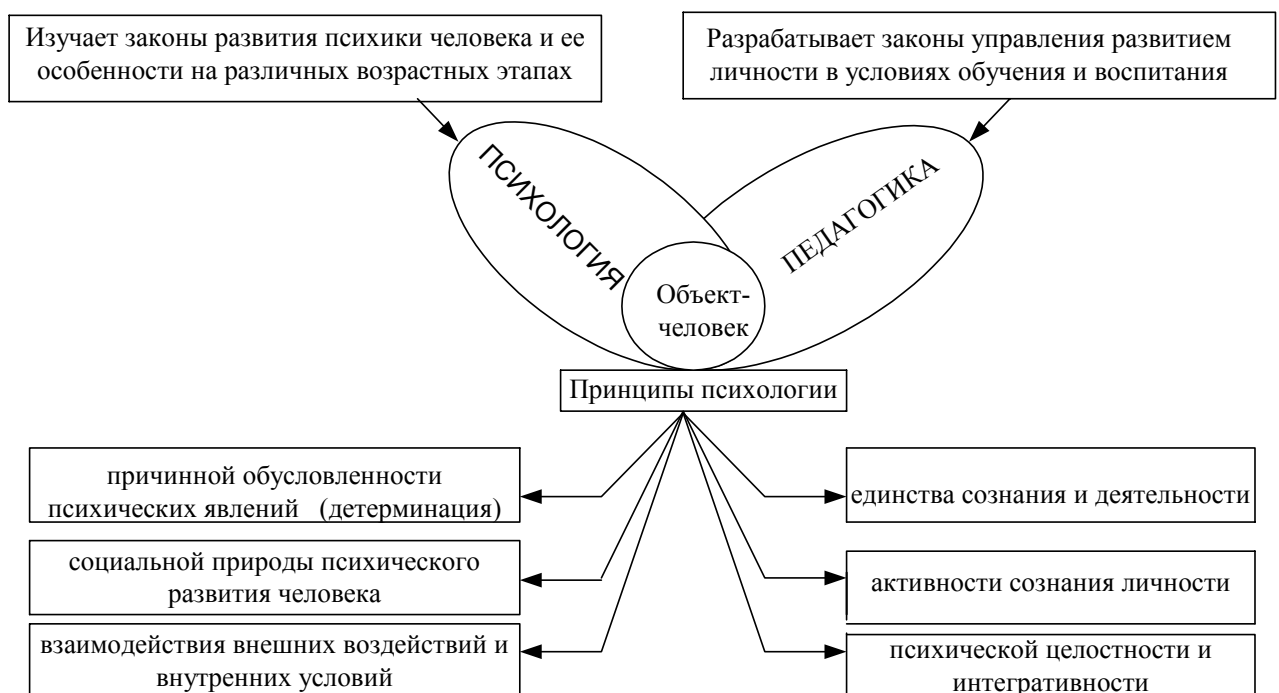 Изучает законы развития психики человека и ее
особенности на различных возрастных этапах
Разрабатывает законы управления развитием
личности в условиях обучения и воспитания
ПСИХОЛОГИЯ
ПЕДАГОГИКА
Объект-
человек
Принципы психологии
причинной обусловленности
психических явлений (детерминация)
социальной природы психического
развития человека
взаимодействия внешних воздействий и
внутренних условий
единства сознания и деятельности
активности сознания личности
психической целостности и
интегративности